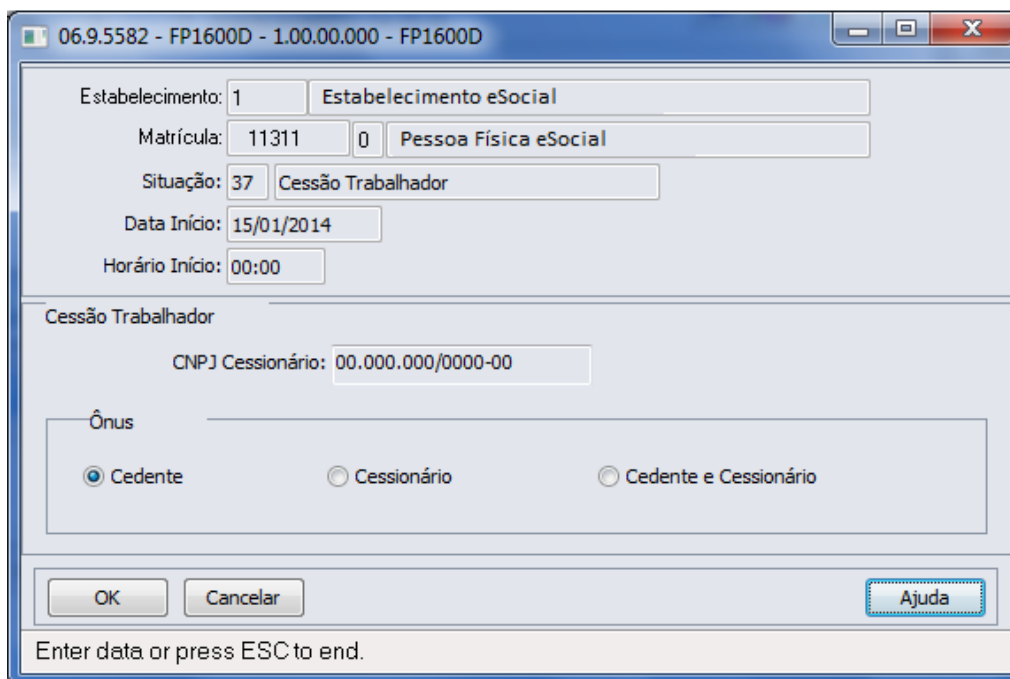 06.9.5582 - FP1600D - 1.00.00.000 - FP1600D
Estabelecimento: 1 Estabelecimento eSocial
Matrícula: 11311 0 Pessoa Física eSocial
Situação: 37 Cessão Trabalhador
Data Início: 15/01/2014
Horário Início: 00:00
Cessão Trabalhador
CNPJ Cessionário: 00.000.000/0000-00
Ônus
Cedente Cessionário Cedente e Cessionário
OK Cancelar Ajuda
Enter data or press ESC to end.